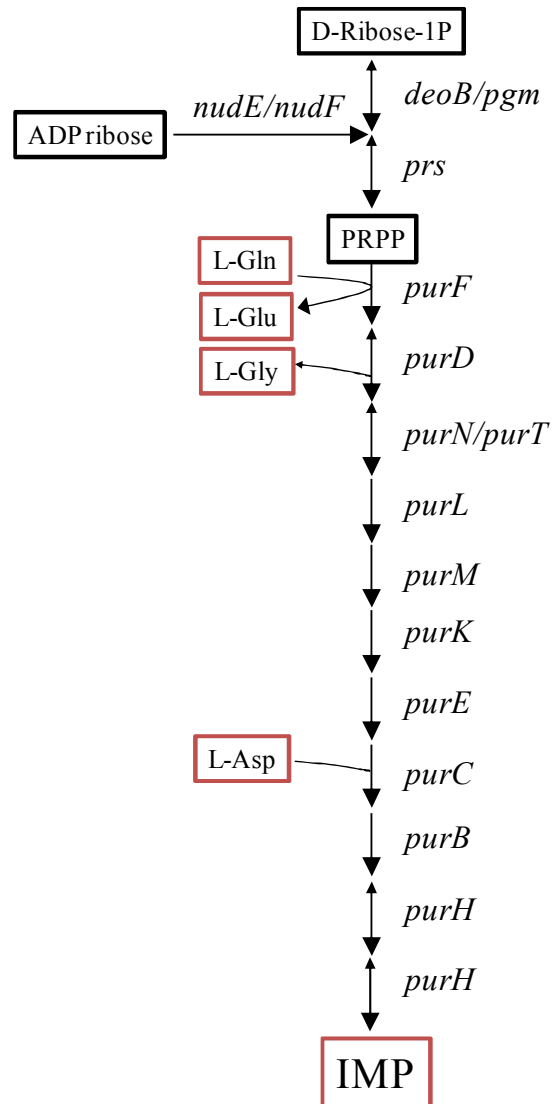 D-Ribose-1P
deoB/pgm
nudE/nudF
ADP ribose
prs
PRPP
L-Gln
purF
L-Glu
L-Gly
purD
purN/purT
purL
purM
purK
purE
L-Asp
purC
purB
purH
purH
IMP